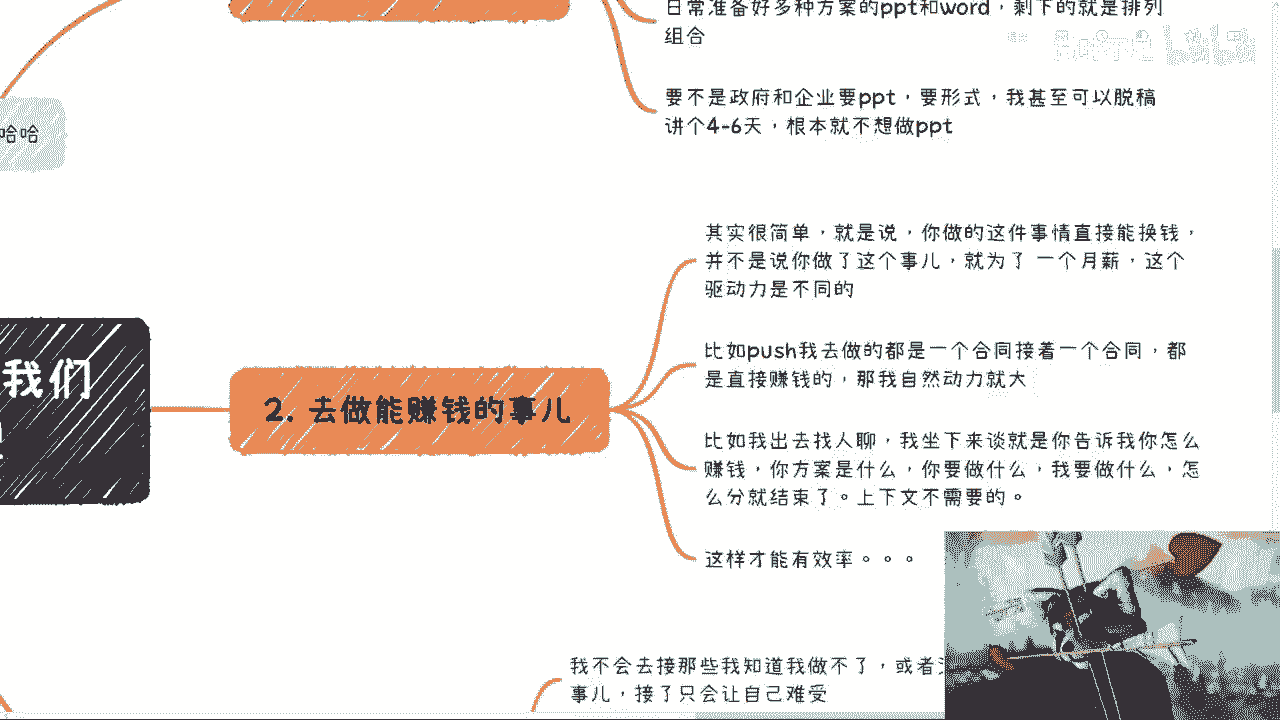 日常准备好多种方案的ppt和word，剩下的就是排列
组合
要不是政府和企业要ppt，要形式，我甚至可以脱稿
讲个4-6天，根本就不想做ppt
哈哈
其实很简单，就是说，你做的这件事情直接能换钱，
并不是说你做了这个事儿，就为了 一个月薪，这个
驱动力是不同的
我们
2. 去做能赚钱的事儿
比如push我去做的都是一个合同接着一个合同，都
是直接赚钱的，那我自然动力就大
比如我出去找人聊，我坐下来谈就是你告诉我你怎么
赚钱，你方案是什么，你要做什么，我要做什么，怎
么分就结束了。上下文不需要的。
这样才能有效率。。。
我不会去接那些我知道我做不了，或者
事儿，接了只会让自己难受